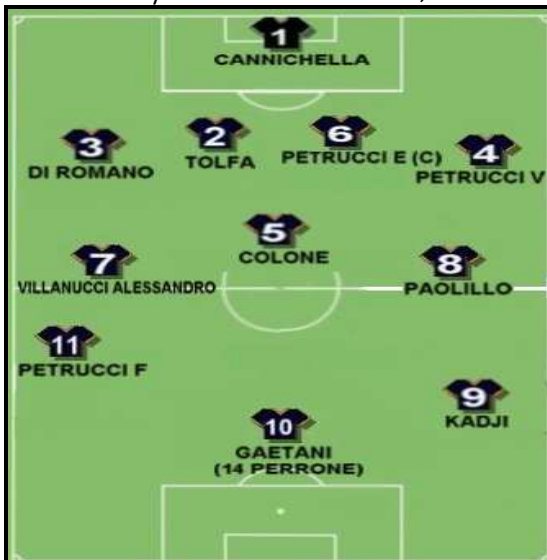 1
CANNICHELLA
3
DI ROMANO
2
TOLFA
6
PETRUCCI E (C)
4
PETRUCCI V
5
COLONE
7
VILLANUCCI ALESSANDRO
8
PAOLILLO
11
PETRUCCI F
9
KADJI
10
GAETANI
(14 PERRONE)